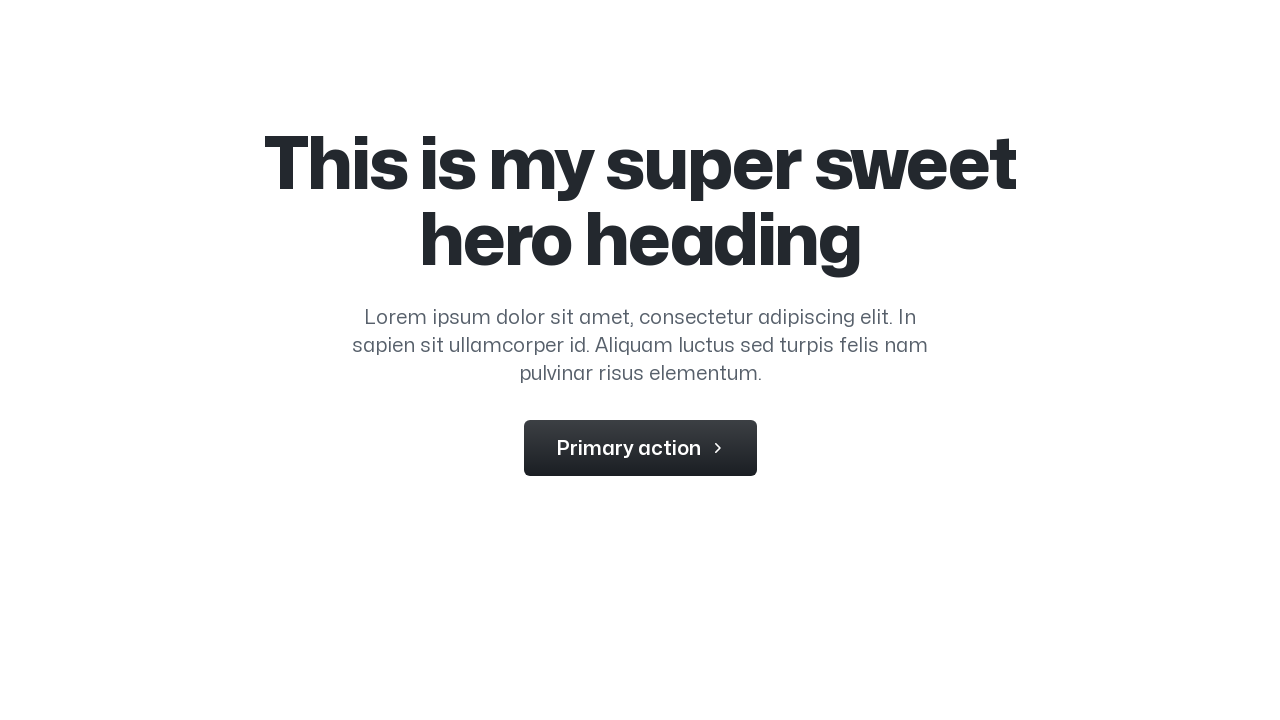 This is my super sweet
hero heading
Lorem ipsum dolor sit amet, consectetur adipiscing elit. In
sapien sit ullamcorper id. Aliquam luctus sed turpis felis nam
pulvinar risus elementum.
Primary action